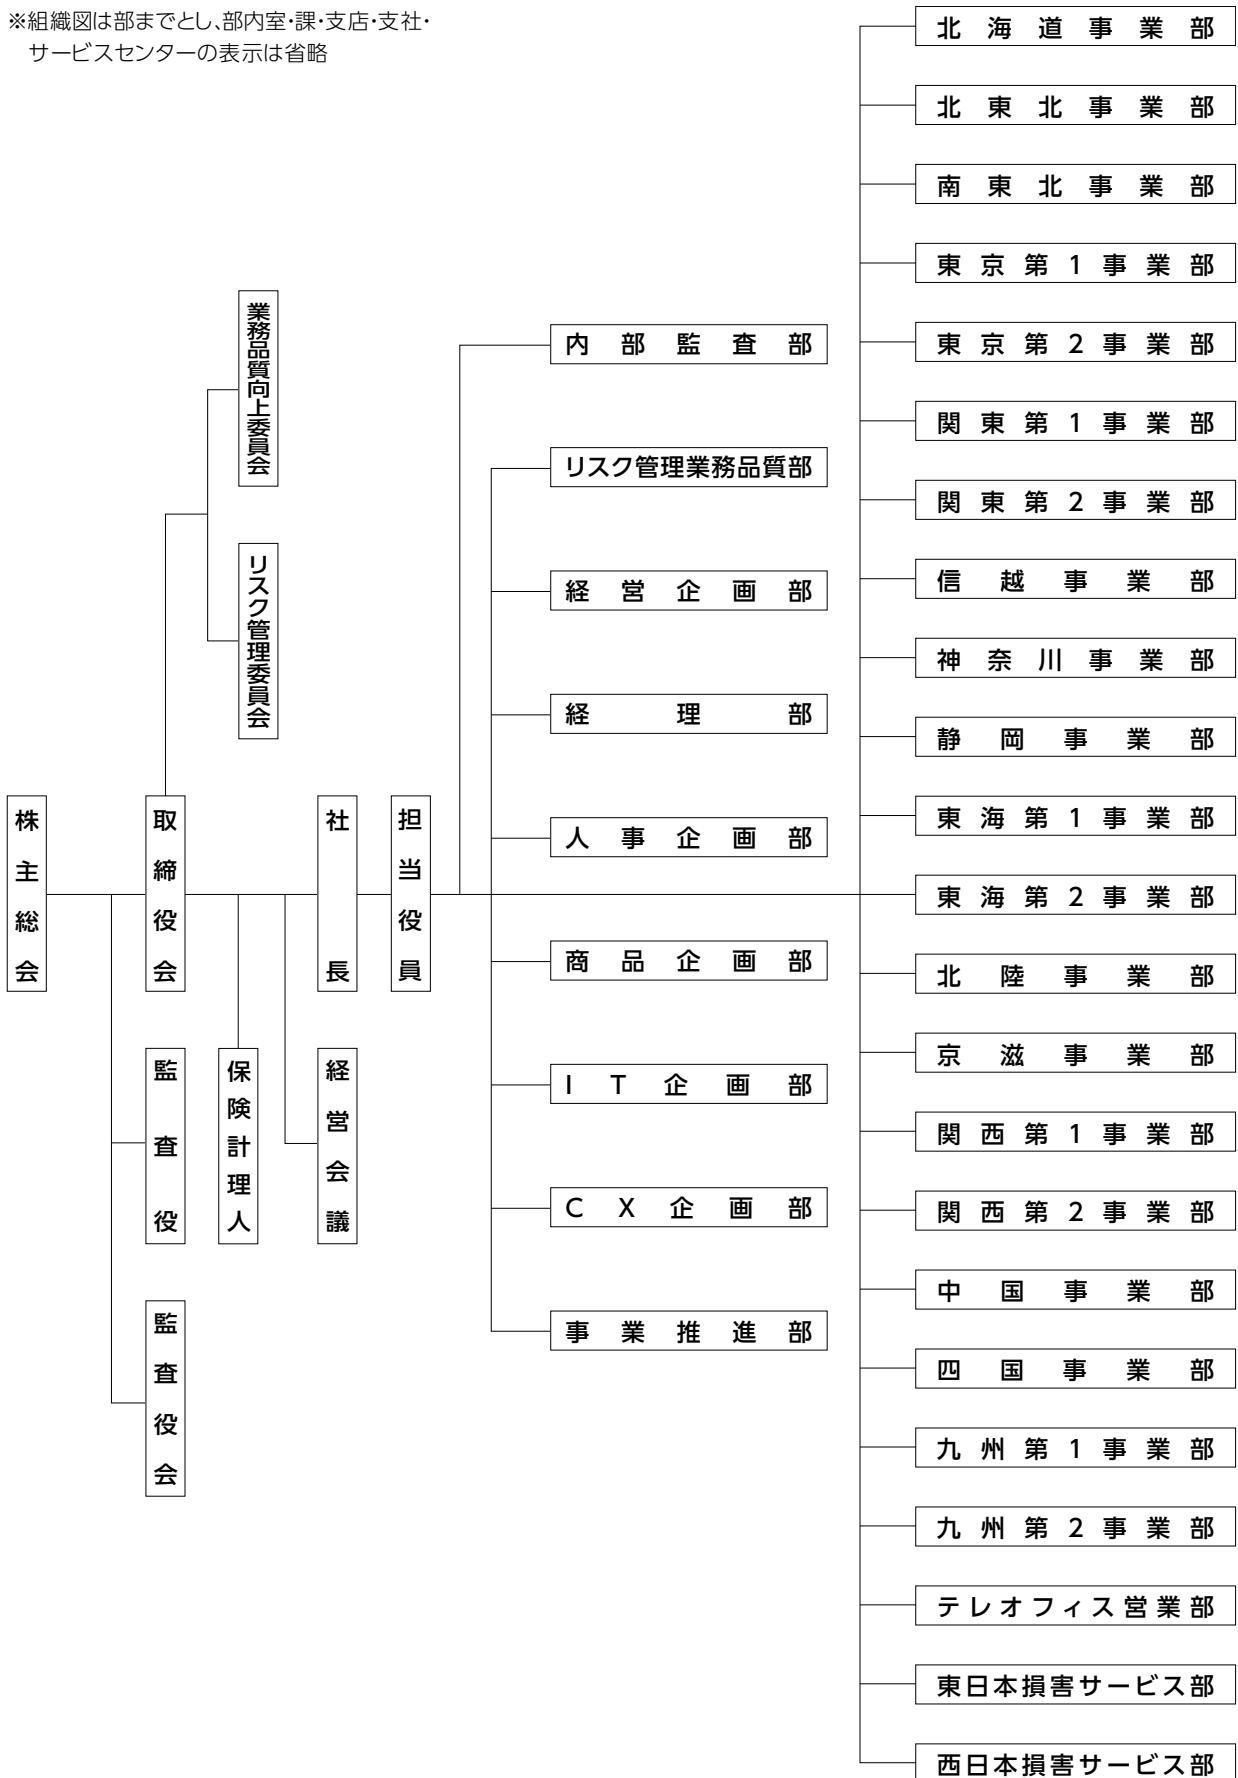 ※組織図は部までとし、部内室・課・支店・支社・
サービスセンターの表示は省略
株主総会
取締役会
監査役
監査役会
業務品質向上委員会
リスク管理委員会
保険計理人
社長
経営会議
担当役員
内部監査部
リスク管理業務品質部
経営企画部
経理部
人事企画部
商品企画部
IT企画部
CX企画部
事業推進部
北海道事業部
北東北事業部
南東北事業部
東京第1事業部
東京第2事業部
関東第1事業部
関東第2事業部
信越事業部
神奈川事業部
静岡事業部
東海第1事業部
東海第2事業部
北陸事業部
京滋事業部
関西第1事業部
関西第2事業部
中国事業部
四国事業部
九州第1事業部
九州第2事業部
テレオフィス営業部
東日本損害サービス部
西日本損害サービス部